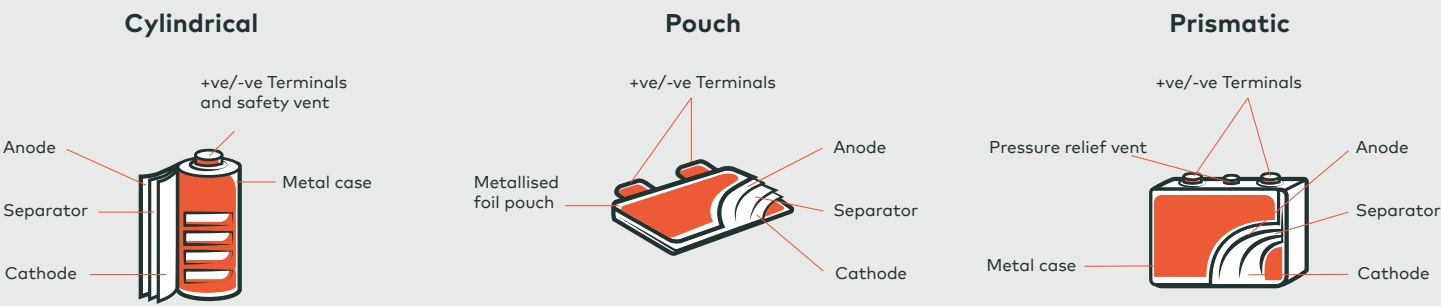 Cylindrical
+ve/-ve Terminals
and safety vent
Anode
Separator
Cathode
Metal case
Pouch
+ve/-ve Terminals
Metallised
foil pouch
Anode
Separator
Cathode
Prismatic
+ve/-ve Terminals
Pressure relief vent
Metal case
Anode
Separator
Cathode